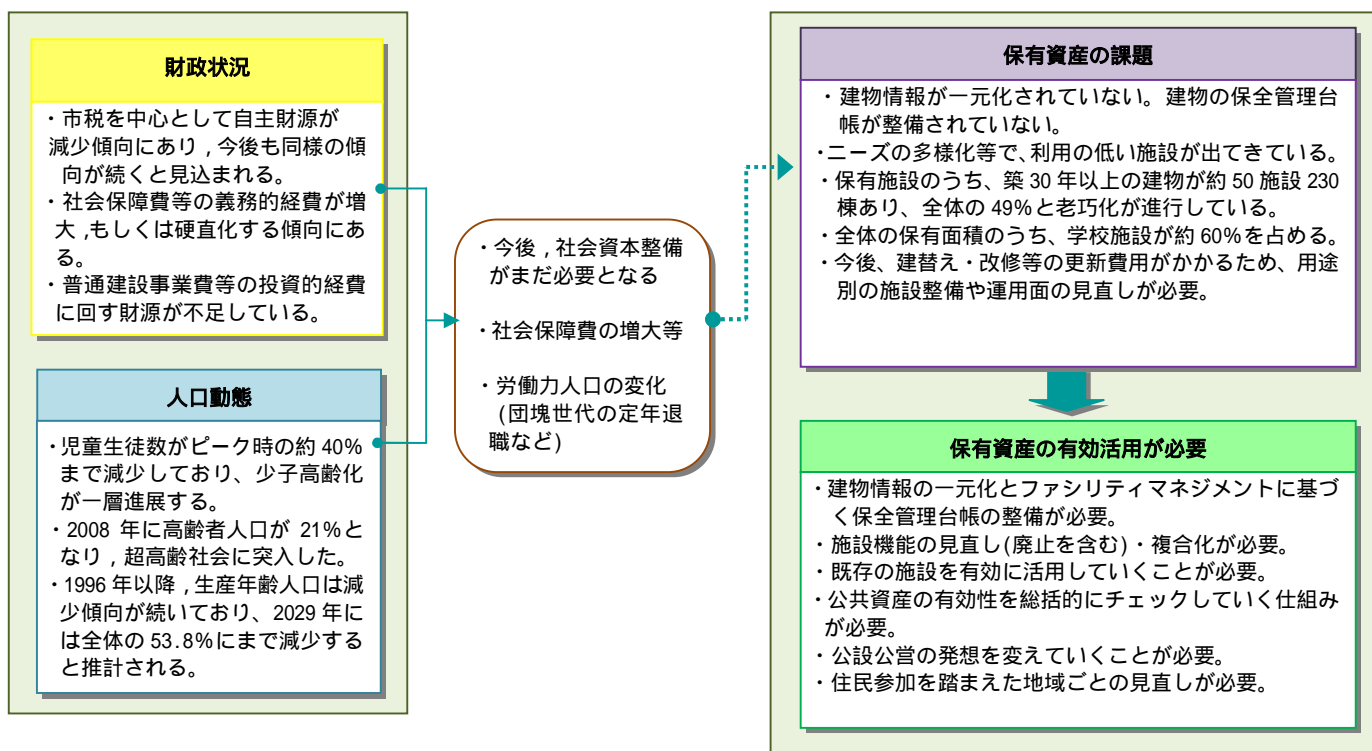 財政状況
・市税を中心として自主財源が
減少傾向にあり,今後も同様の傾
向が続くと見込まれる。
・社会保障費等の義務的経費が増
大,もしくは硬直化する傾向にあ
る。
・普通建設事業費等の投資的経費
に回す財源が不足している。
人口動態
・児童生徒数がピーク時の約 40%
まで減少しており、少子高齢化
が一層進展する。
・2008 年に高齢者人口が 21%と
なり,超高齢社会に突入した。
・1996 年以降,生産年齢人口は減
少傾向が続いており、2029 年に
は全体の 53.8%にまで減少する
と推計される。
・今後,社会資本整備
がまだ必要となる
・社会保障費の増大等
・労働力人口の変化
(団塊世代の定年退
職など)
保有資産の課題
・建物情報が一元化されていない。建物の保全管理台
帳が整備されていない。
・ニーズの多様化等で、利用の低い施設が出てきている。
・保有施設のうち、築 30 年以上の建物が約 50 施設 230
棟あり、全体の 49%と老巧化が進行している。
・全体の保有面積のうち、学校施設が約 60%を占める。
・今後、建替え・改修等の更新費用がかかるため、用途
別の施設整備や運用面の見直しが必要。
保有資産の有効活用が必要
・建物情報の一元化とファシリティマネジメントに基づ
く保全管理台帳の整備が必要。
・施設機能の見直し(廃止を含む)・複合化が必要。
・既存の施設を有効に活用していくことが必要。
・公共資産の有効性を総括的にチェックしていく仕組み
が必要。
・公設公営の発想を変えていくことが必要。
・住民参加を踏まえた地域ごとの見直しが必要。